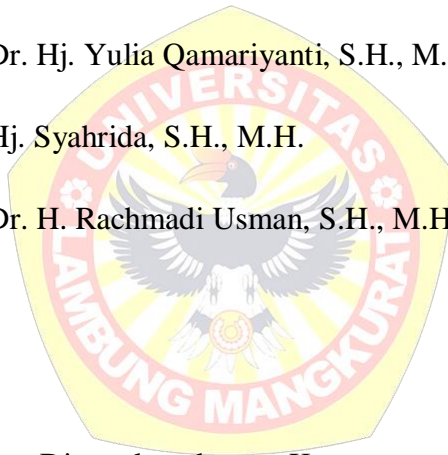 Dr. Hj. Yulia Qamariyanti, S.H., M.
Hj. Syahrida, S.H., M.H.
Dr. H. Rachmadi Usman, S.H., M.H
UNIVERSITAS
LAMBUNG MANGKURAT